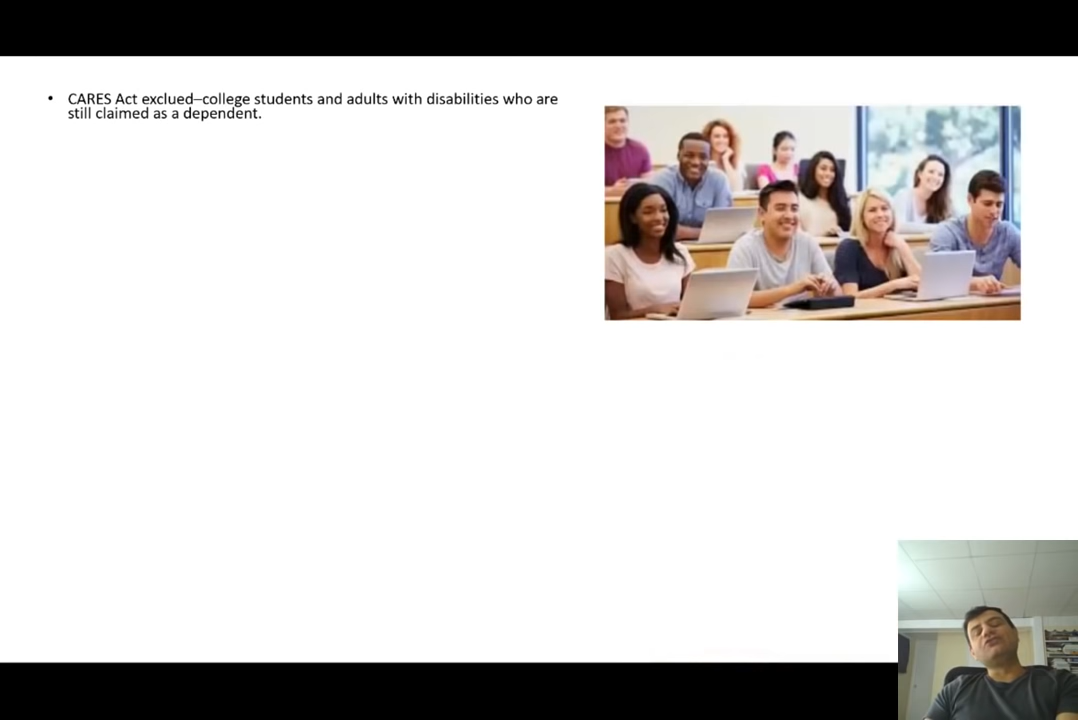 • CARES Act exclued–college students and adults with disabilities who are
still claimed as a dependent.